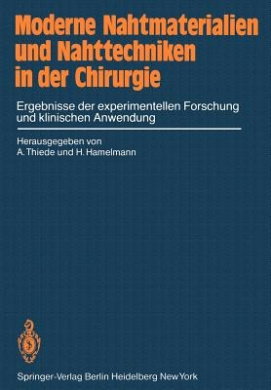 Moderne Nahtmaterialien
und Nahttechniken
in der Chirurgie
Ergebnisse der experimentellen Forschung
und klinischen Anwendung
Herausgegeben von
A. Thiede und H. Hamelmann
Springer-Verlag Berlin Heidelberg New York